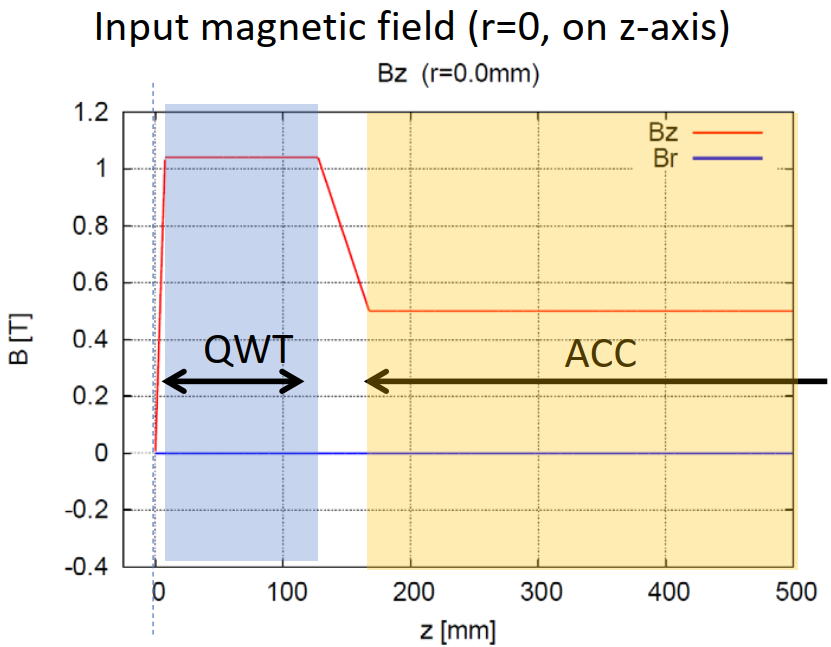 Input magnetic field (r=0, on z-axis)
Bz (r=0.0mm)
1.2
1
0.8
0.6
0.4
0.2
0
-0.2
-0.4
B [T]
Bz
Br
QWT
ACC
0 100 200 300 400 500
z [mm]